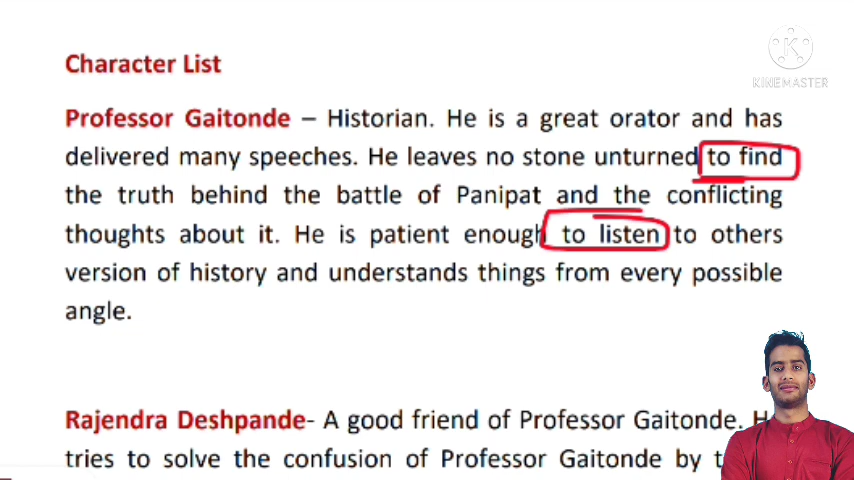 KINEMASTER
Character List
Professor Gaitonde – Historian. He is a great orator and has
delivered many speeches. He leaves no stone unturned to find
the truth behind the battle of Panipat and the conflicting
thoughts about it. He is patient enough to listen to others
version of history and understands things from every possible
angle.
Rajendra Deshpande- A good friend of Professor Gaitonde.
tries to solve the confusion of Professor Gaitonde by